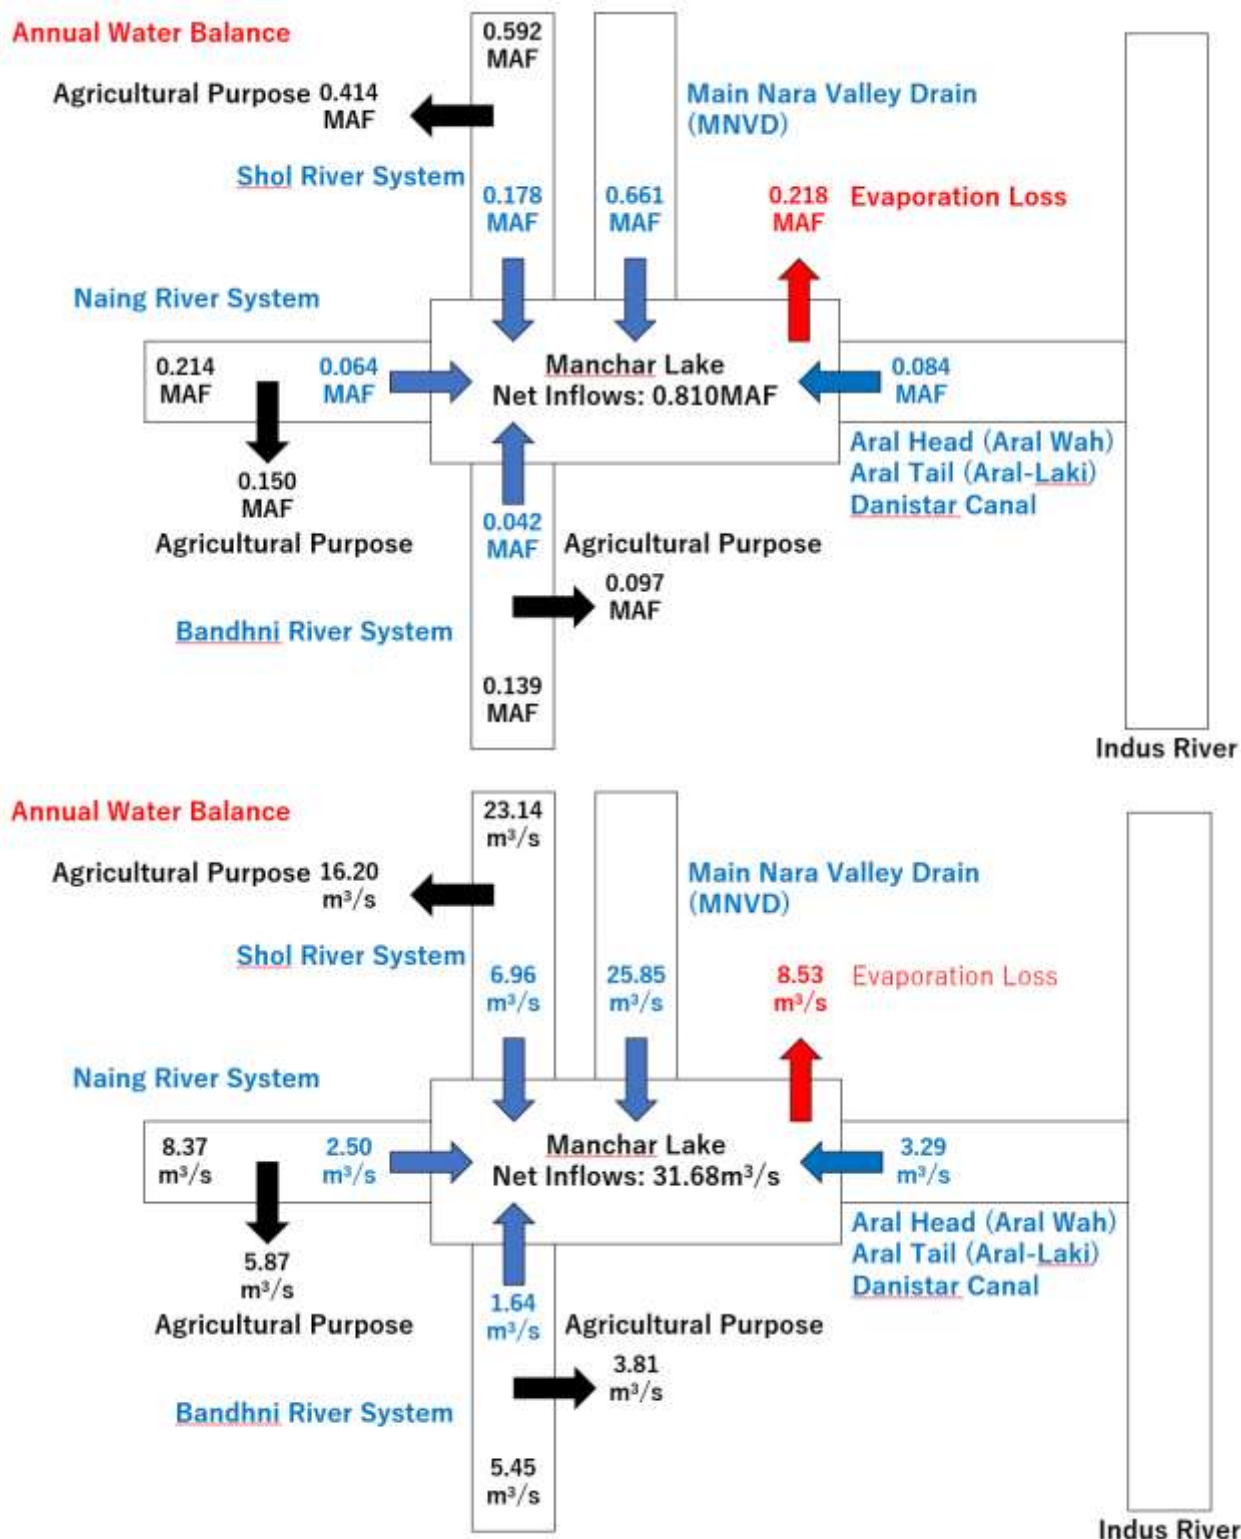 Annual Water Balance
0.592
MAF
Agricultural Purpose 0.414
MAF
Main Nara Valley Drain
(MNVD)
Shol River System
0.178
MAF
0.661
MAF
0.218
MAF
Evaporation Loss
Naing River System
0.214
MAF
0.064
MAF
Manchar Lake
Net Inflows: 0.810MAF
0.084
MAF
Aral Head (Aral Wah)
Aral Tail (Aral-Laki)
Danistar Canal
0.150
MAF
Agricultural Purpose
0.042
MAF
Agricultural Purpose
0.097
MAF
Bandhni River System
0.139
MAF
Indus River
Annual Water Balance
23.14
m³/s
Agricultural Purpose 16.20
m³/s
Main Nara Valley Drain
(MNVD)
Shol River System
6.96
m³/s
25.85
m³/s
8.53
m³/s
Evaporation Loss
Naing River System
8.37
m³/s
2.50
m³/s
Manchar Lake
Net Inflows: 31.68m³/s
3.29
m³/s
Aral Head (Aral Wah)
Aral Tail (Aral-Laki)
Danistar Canal
5.87
m³/s
Agricultural Purpose
1.64
m³/s
Agricultural Purpose
3.81
m³/s
Bandhni River System
5.45
m³/s
Indus River